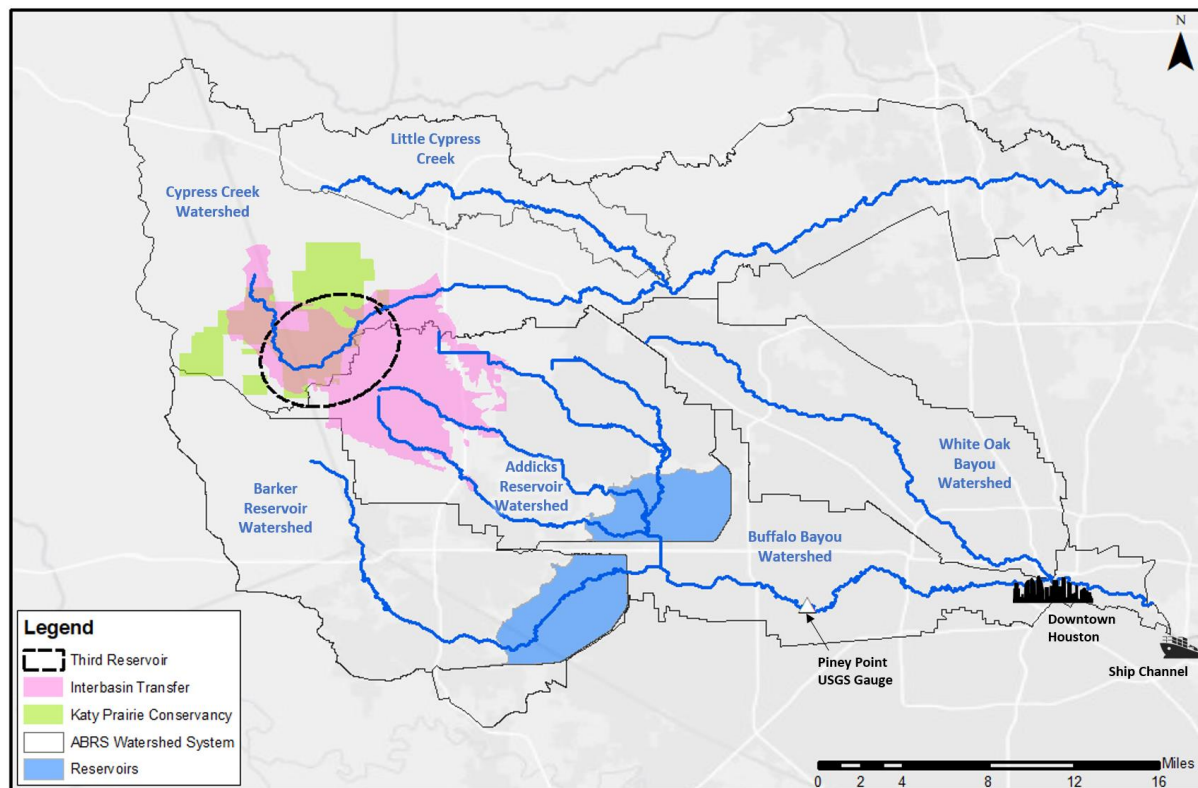 N
Little Cypress
Creek
Cypress Creek
Watershed
White Oak
Bayou
Watershed
Addicks
Reservoir
Watershed
Barker
Reservoir
Watershed
Buffalo Bayou
Watershed
Downtown
Houston
Piney Point
USGS Gauge
Ship Channel
Legend
Third Reservoir
Interbasin Transfer
Katy Prairie Conservancy
ABRS Watershed System
Reservoirs
Miles
0 2 4 8 12 16